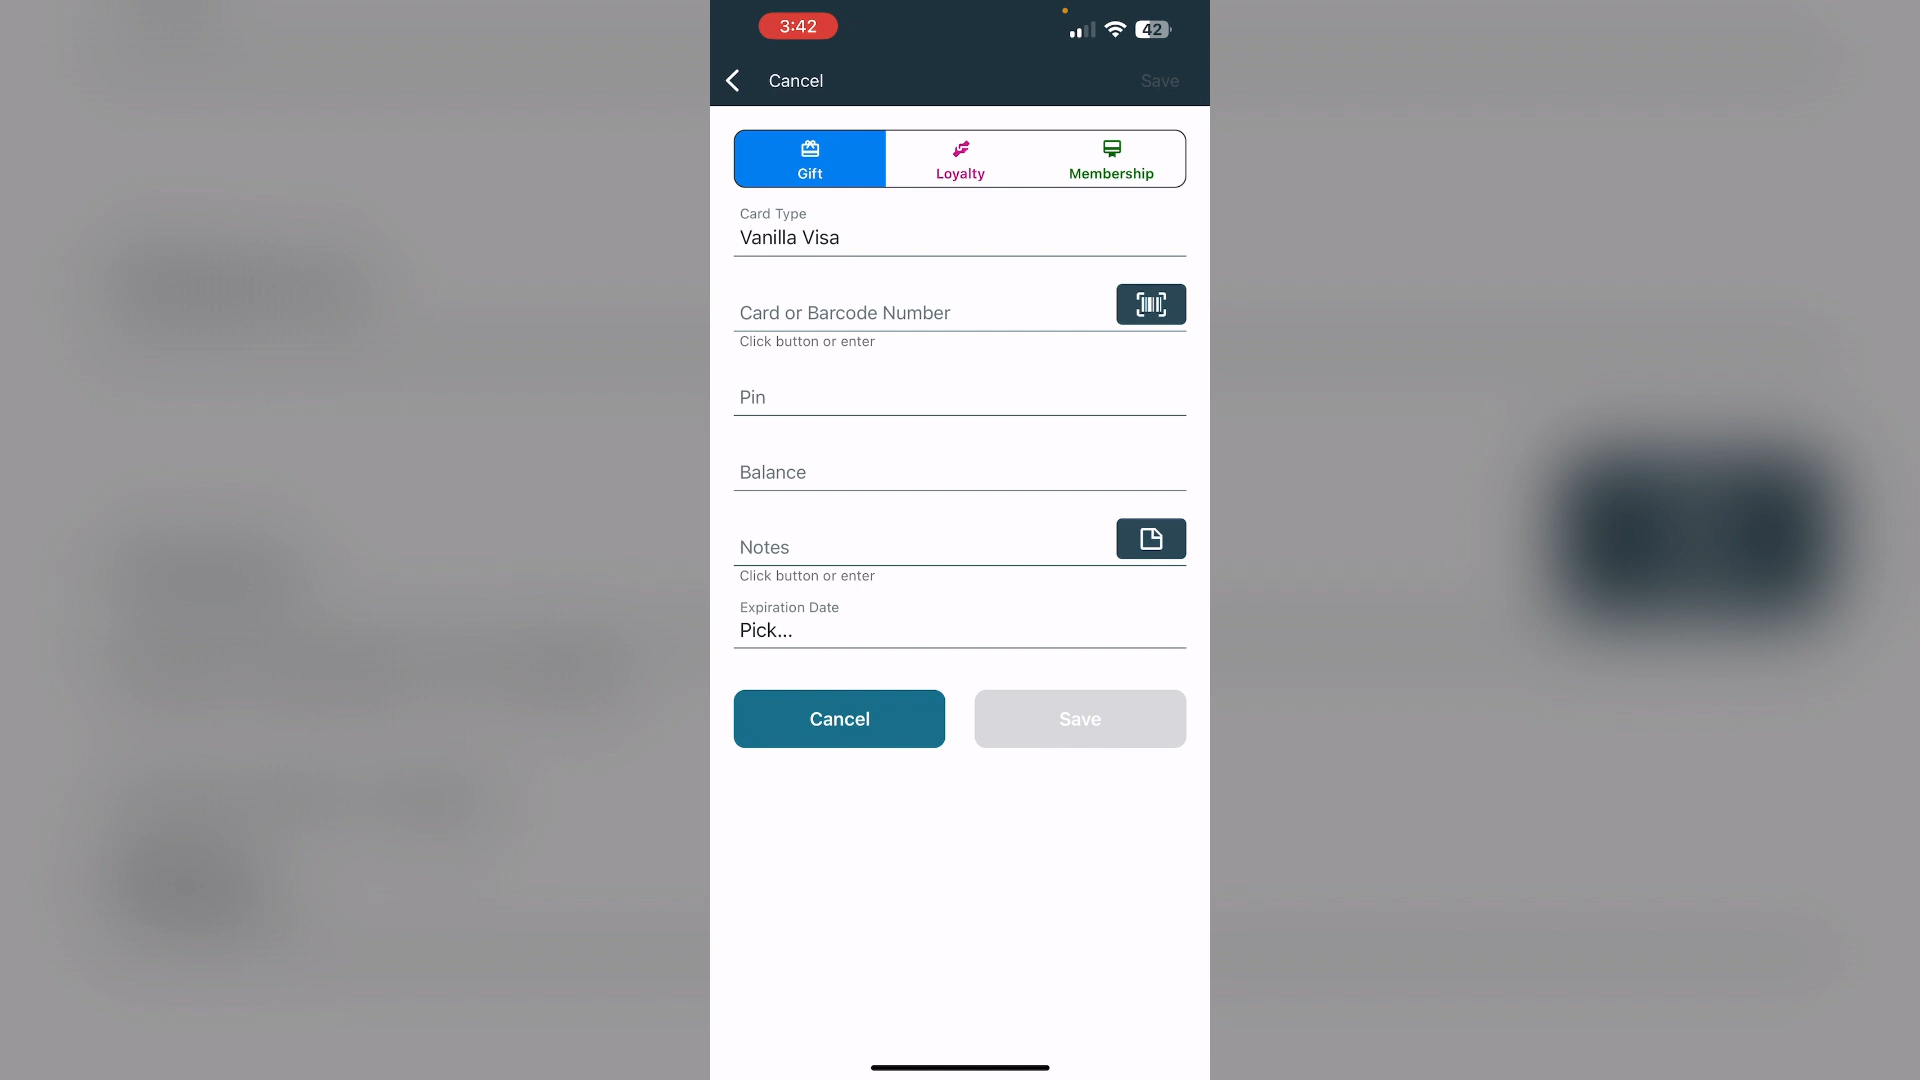 3:42
42
Cancel
Save
Gift
Loyalty
Membership
Card Type
Vanilla Visa
Card or Barcode Number
Click button or enter
Pin
Balance
Notes
Click button or enter
Expiration Date
Pick...
Cancel
Save